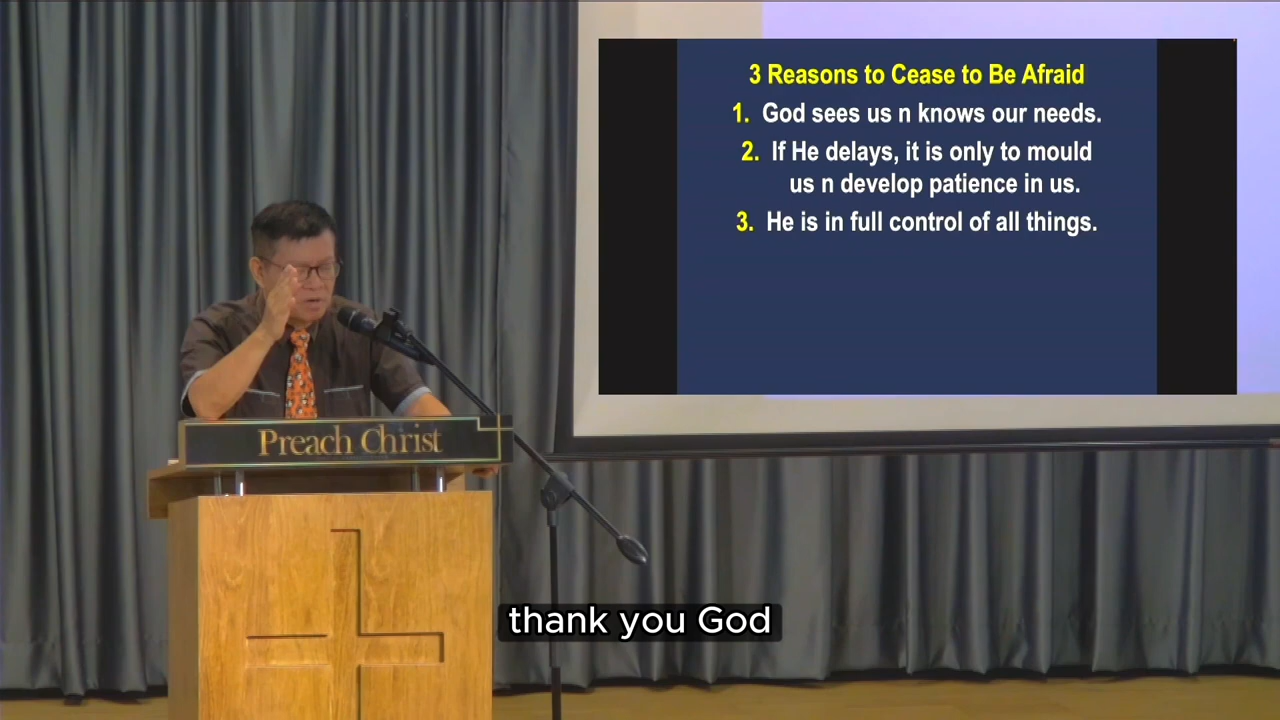 3 Reasons to Cease to Be Afraid
1. God sees us n knows our needs.
2. If He delays, it is only to mould
us n develop patience in us.
3. He is in full control of all things.
Preach Christ
thank you God